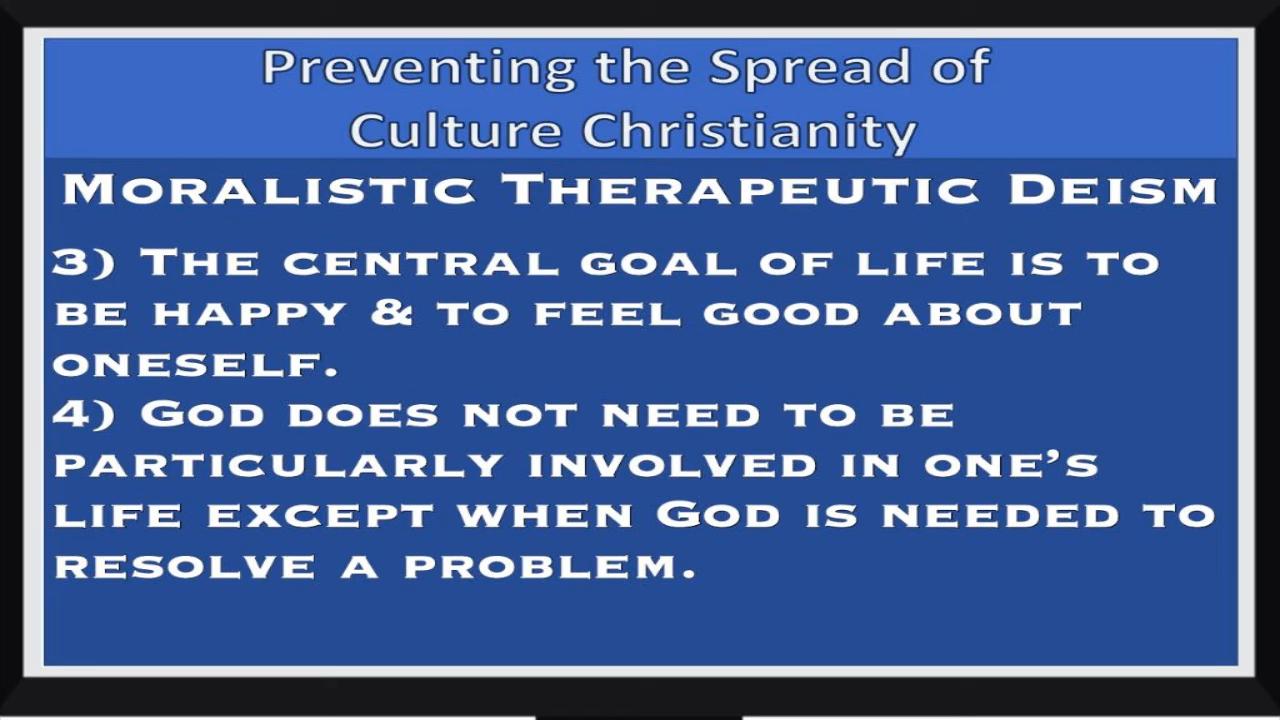 Preventing the Spread of
Culture Christianity
Moralistic Therapeutic Deism
3) The central goal of life is to
be happy & to feel good about
oneself.
4) God does not need to be
particularly involved in one’s
life except when God is needed to
resolve a problem.